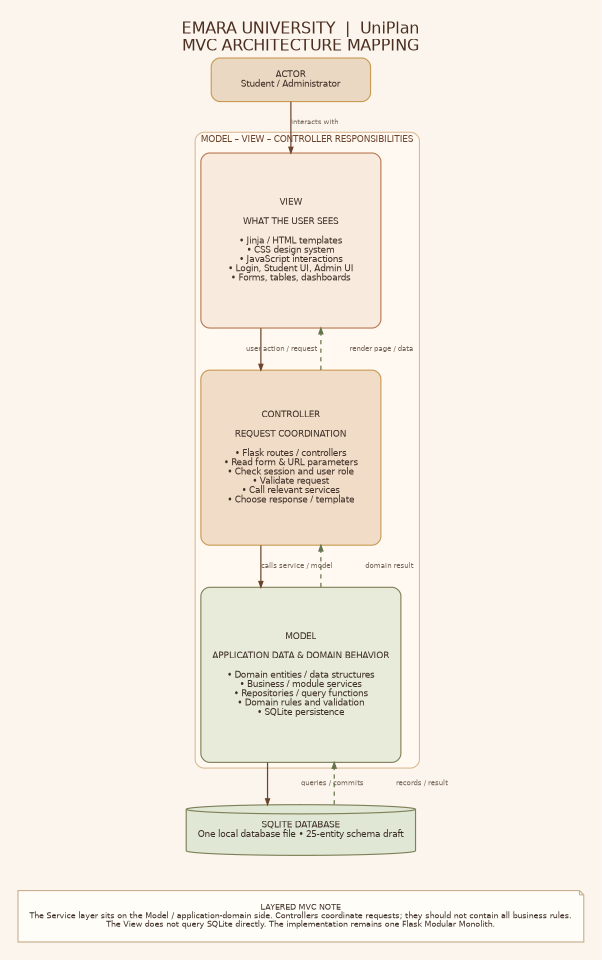 EMARA UNIVERSITY | UniPlan
MVC ARCHITECTURE MAPPING
ACTOR
Student / Administrator
interacts with
MODEL – VIEW – CONTROLLER RESPONSIBILITIES
VIEW
WHAT THE USER SEES
• Jinja / HTML templates
• CSS design system
• JavaScript interactions
• Login, Student UI, Admin UI
• Forms, tables, dashboards
user action / request
render page / data
CONTROLLER
REQUEST COORDINATION
• Flask routes / controllers
• Read form & URL parameters
• Check session and user role
• Validate request
• Call relevant services
• Choose response / template
calls service / model
domain result
MODEL
APPLICATION DATA & DOMAIN BEHAVIOR
• Domain entities / data structures
• Business / module services
• Repositories / query functions
• Domain rules and validation
• SQLite persistence
queries / commits
records / result
SQLITE DATABASE
One local database file • 25-entity schema draft
LAYERED MVC NOTE
The Service layer sits on the Model / application-domain side. Controllers coordinate requests; they should not contain all business rules.
The View does not query SQLite directly. The implementation remains one Flask Modular Monolith.